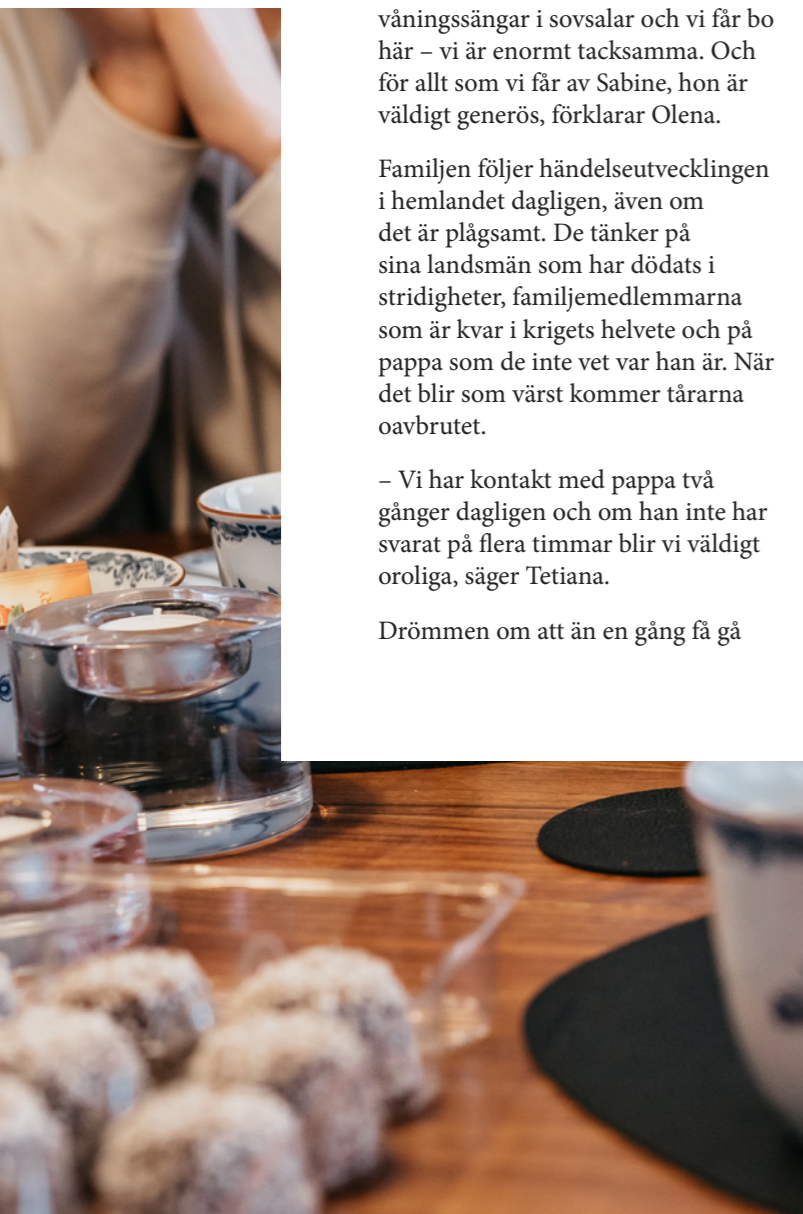 våningssängar i sovsalar och vi får bo
här – vi är enormt tacksamma. Och
för allt som vi får av Sabine, hon är
väldigt generös, förklarar Olena.
Familjen följer händelseutvecklingen
i hemlandet dagligen, även om
det är plågsamt. De tänker på
sina landsmän som har dödats i
stridigheter, familjemedlemmarna
som är kvar i krigets helvete och på
pappa som de inte vet var han är. När
det blir som värst kommer tårarna
oavbrutet.
– Vi har kontakt med pappa två
gånger dagligen och om han inte har
svarat på flera timmar blir vi väldigt
oroliga, säger Tetiana.
Drömmen om att än en gång få gå